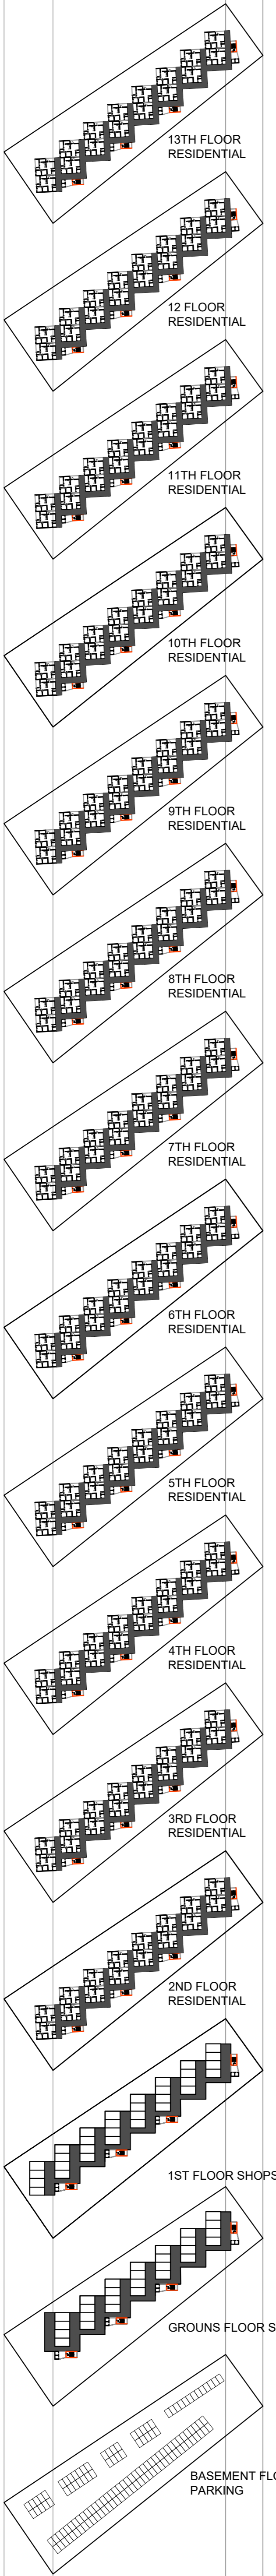 13TH FLOOR
RESIDENTIAL
12 FLOOR
RESIDENTIAL
11TH FLOOR
RESIDENTIAL
10TH FLOOR
RESIDENTIAL
9TH FLOOR
RESIDENTIAL
8TH FLOOR
RESIDENTIAL
7TH FLOOR
RESIDENTIAL
6TH FLOOR
RESIDENTIAL
5TH FLOOR
RESIDENTIAL
4TH FLOOR
RESIDENTIAL
3RD FLOOR
RESIDENTIAL
2ND FLOOR
RESIDENTIAL
1ST FLOOR SHOPS
GROUNS FLOOR S
BASEMENT FLO
PARKING